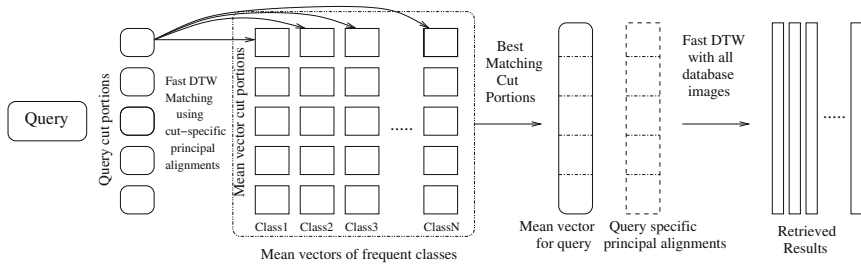 Query
Query cut portions
Fast DTW
Matching
using
cut−specific
principal
alignments
Mean vector cut portions
.....
Class1
Class2
Class3
ClassN
Mean vectors of frequent classes
Best
Matching
Cut
Portions
Mean vector
for query
Query specific
principal alignments
Fast DTW
with all
database
images
.....
Retrieved
Results